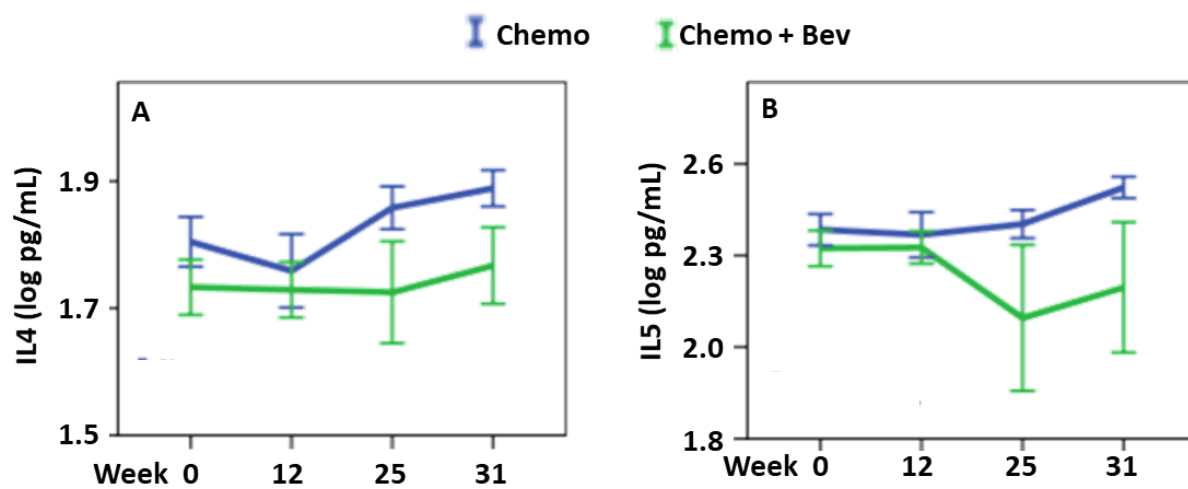 Chemo
Chemo + Bev
A
IL4 (log pg/mL)
1.9
1.7
1.5
Week 0 12 25 31
B
IL5 (log pg/mL)
2.6
2.3
2.0
1.8
Week 0 12 25 31